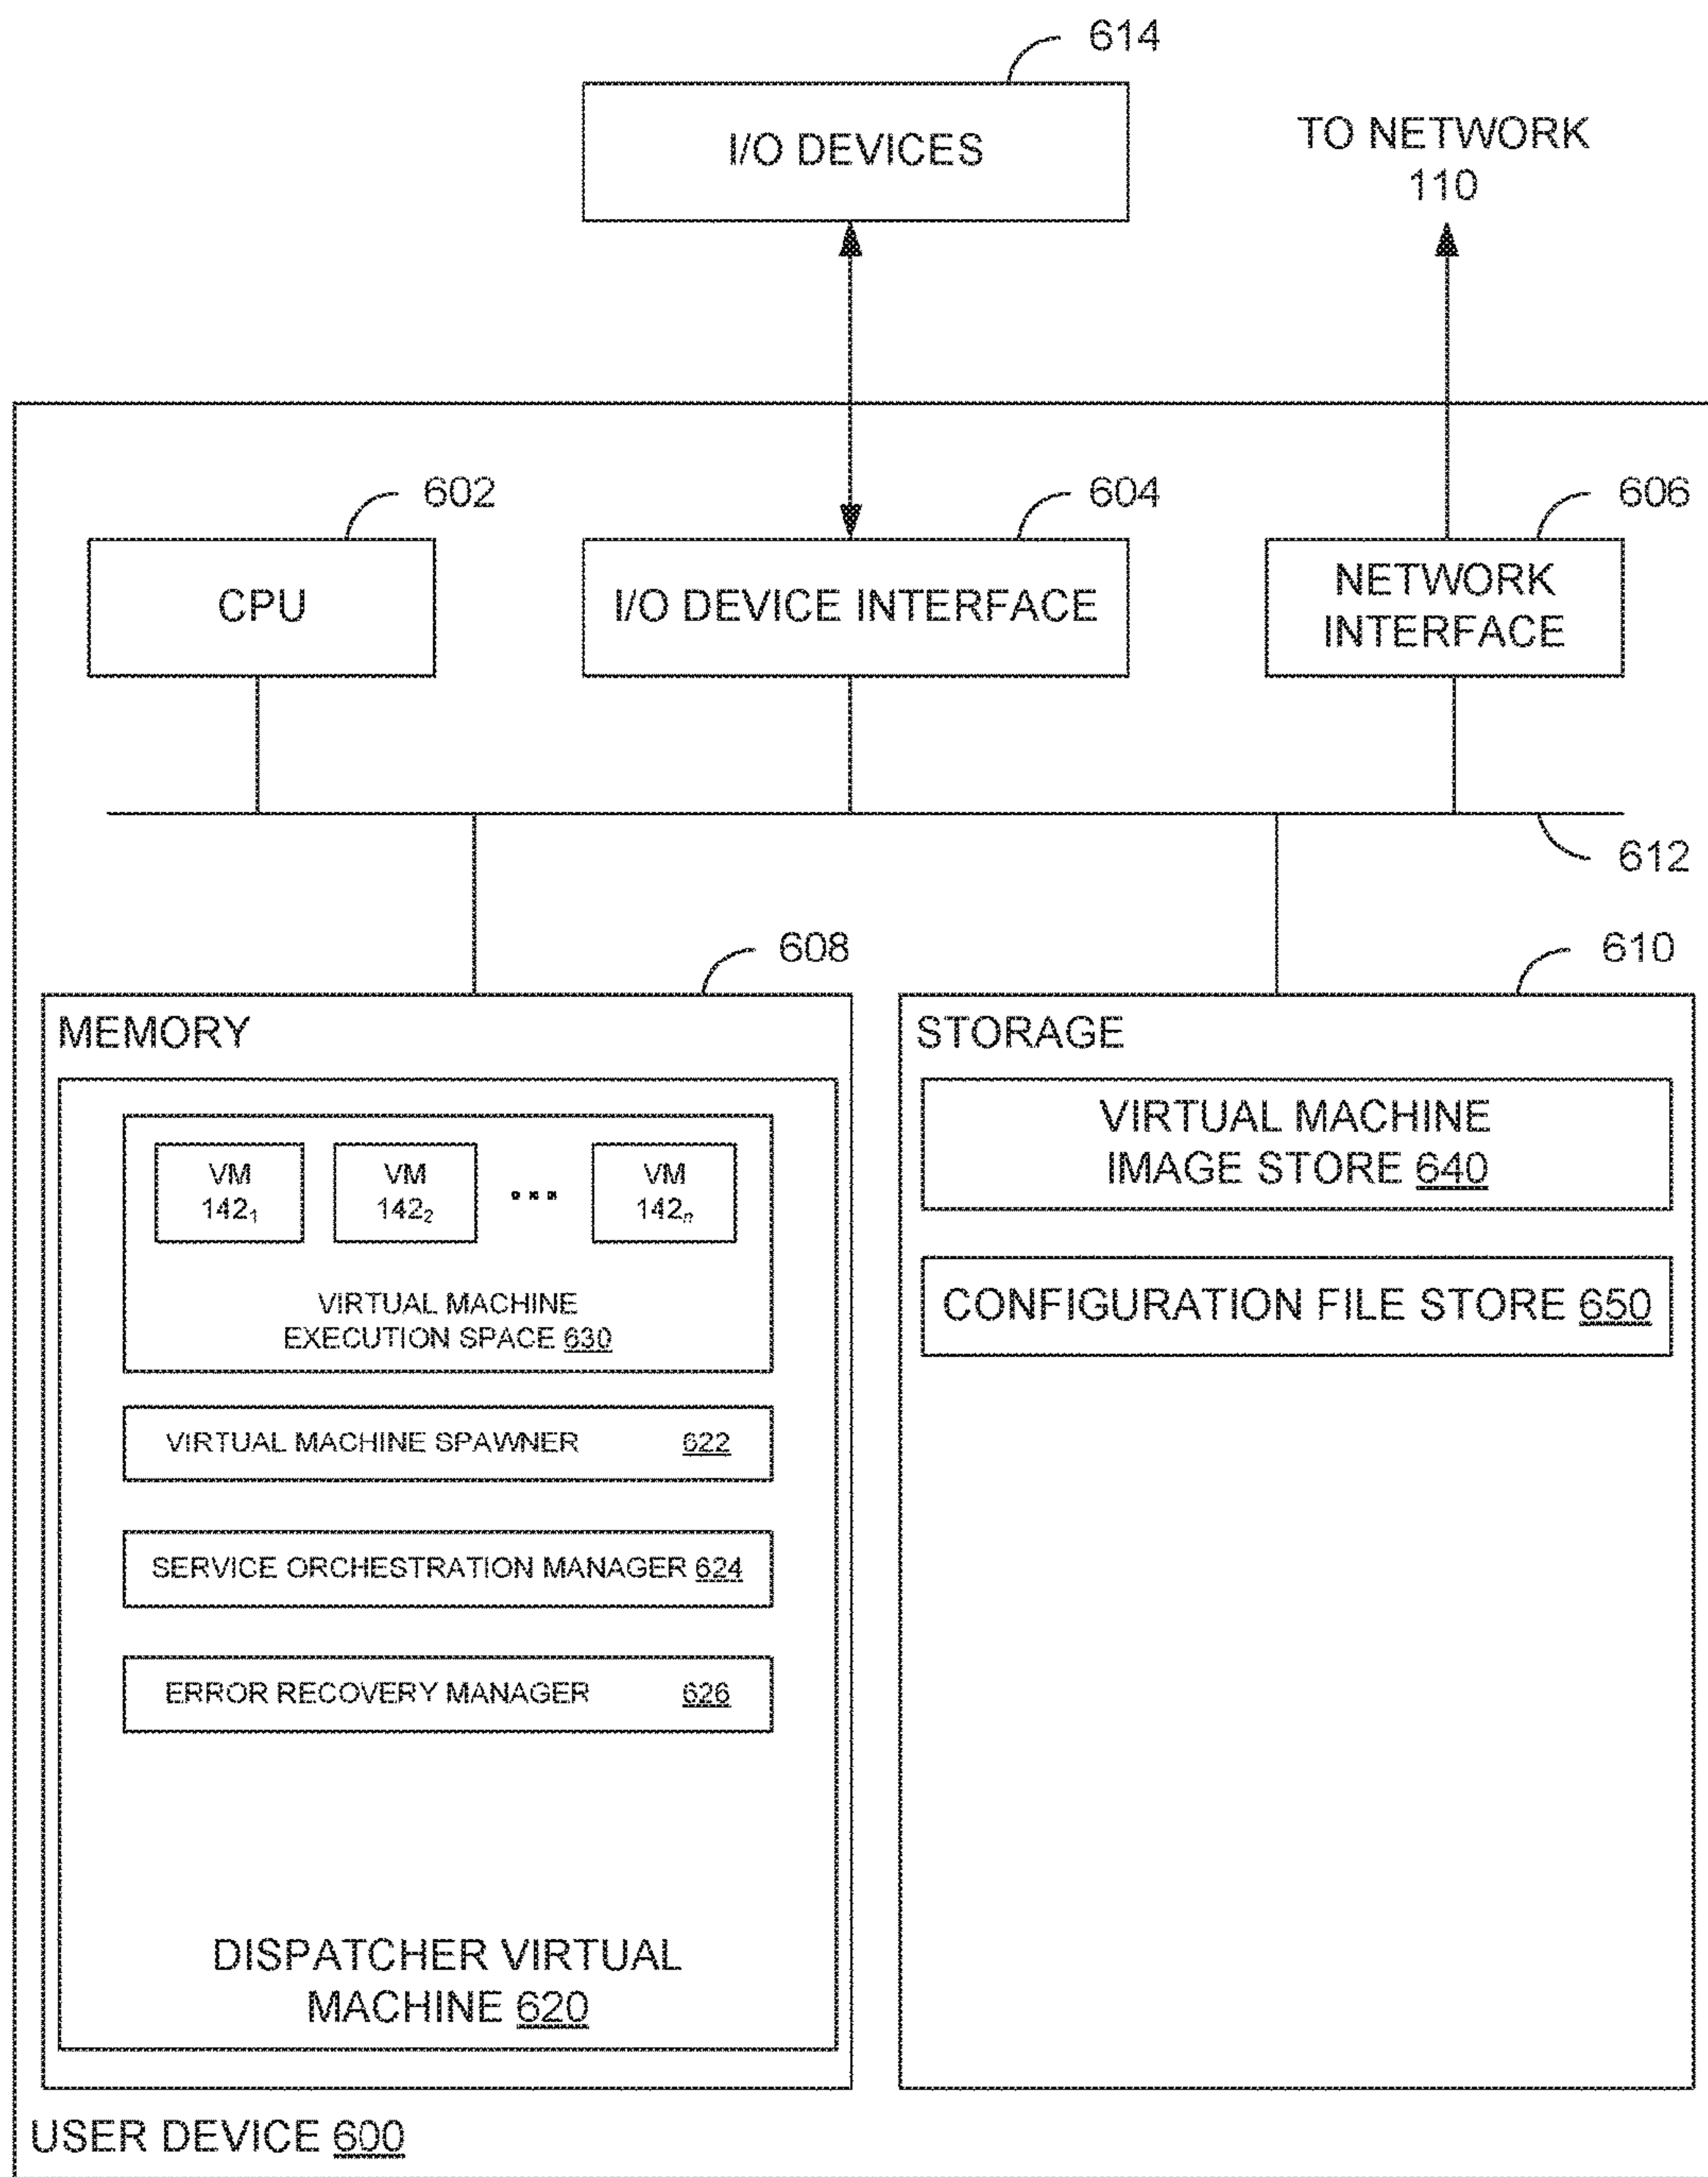 614
I/O DEVICES
TO NETWORK
110
602
604
606
CPU
I/O DEVICE INTERFACE
NETWORK
INTERFACE
612
608
610
MEMORY
STORAGE
VM
142₁
VM
142₂
...
VM
142ₙ
VIRTUAL MACHINE
EXECUTION SPACE 630
VIRTUAL MACHINE SPAWNER 622
SERVICE ORCHESTRATION MANAGER 624
ERROR RECOVERY MANAGER 626
DISPATCHER VIRTUAL
MACHINE 620
VIRTUAL MACHINE
IMAGE STORE 640
CONFIGURATION FILE STORE 650
USER DEVICE 600